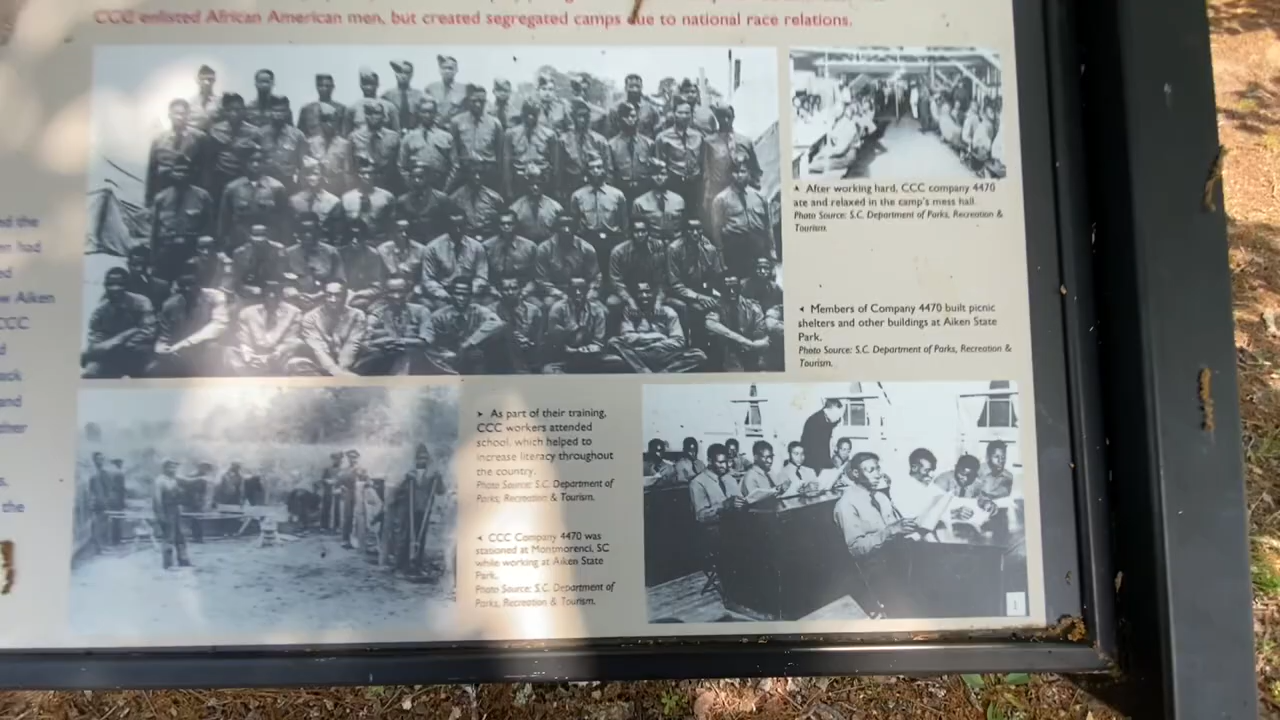 CCC enlisted African American men, but created segregated camps due to national race relations.
ed the
en had
ed
w Aiken
CCC
d
ook
and
ther
s.
the
▲ After working hard, CCC company 4470
ate and relaxed in the camp's mess hall.
Photo Source: S.C. Department of Parks, Recreation &
Tourism.
◄ Members of Company 4470 built picnic
shelters and other buildings at Aiken State
Park.
Photo Source: S.C. Department of Parks, Recreation &
Tourism.
► As part of their training,
CCC workers attended
school, which helped to
increase literacy throughout
the country.
Photo Source: S.C. Department of
Parks, Recreation & Tourism.
◄ CCC Company 4470 was
stationed at Montmorenci, SC
while working at Aiken State
Park.
Photo Source: S.C. Department of
Parks, Recreation & Tourism.
1